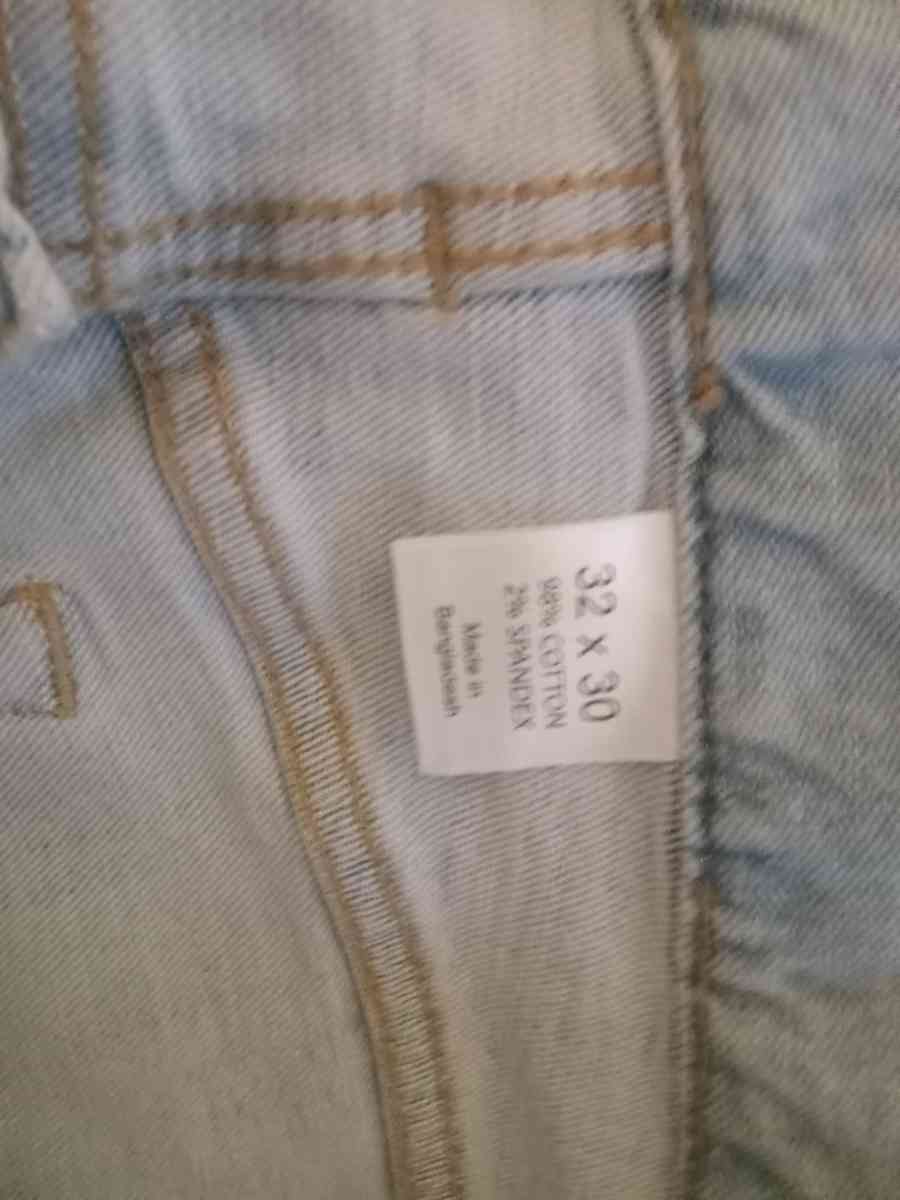 32 x 30
98% COTTON
2% SPANDEX
Made in
Bangladesh